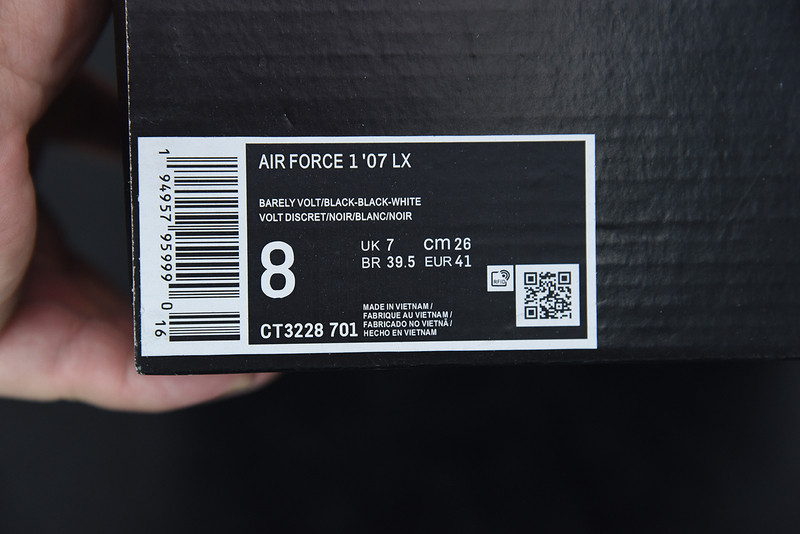 AIR FORCE 1 '07 LX
BARELY VOLT/BLACK-BLACK-WHITE
VOLT DISCRET/NOIR/BLANC/NOIR
8
UK 7 cm 26
BR 39.5 EUR 41
RFID
MADE IN VIETNAM /
FABRIQUE AU VIETNAM /
FABRICADO NO VIETNÃ /
HECHO EN VIETNAM
CT3228 701
1 94957 95999 0 16